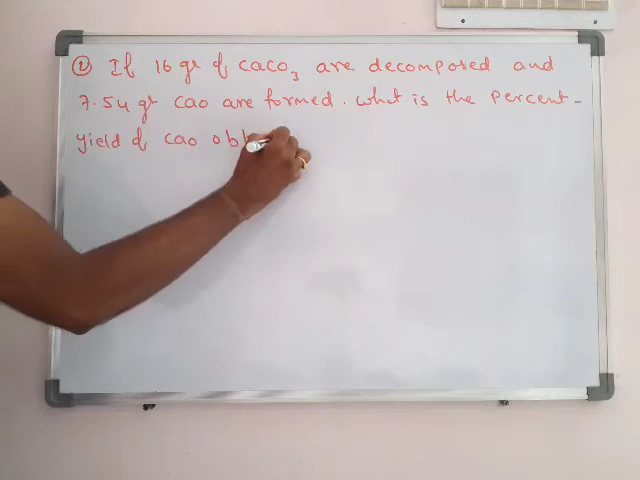 ② If 16 gr of caco₃ are decomposed and
7.54 gr cao are formed. what is the percent-
yield of cao obt